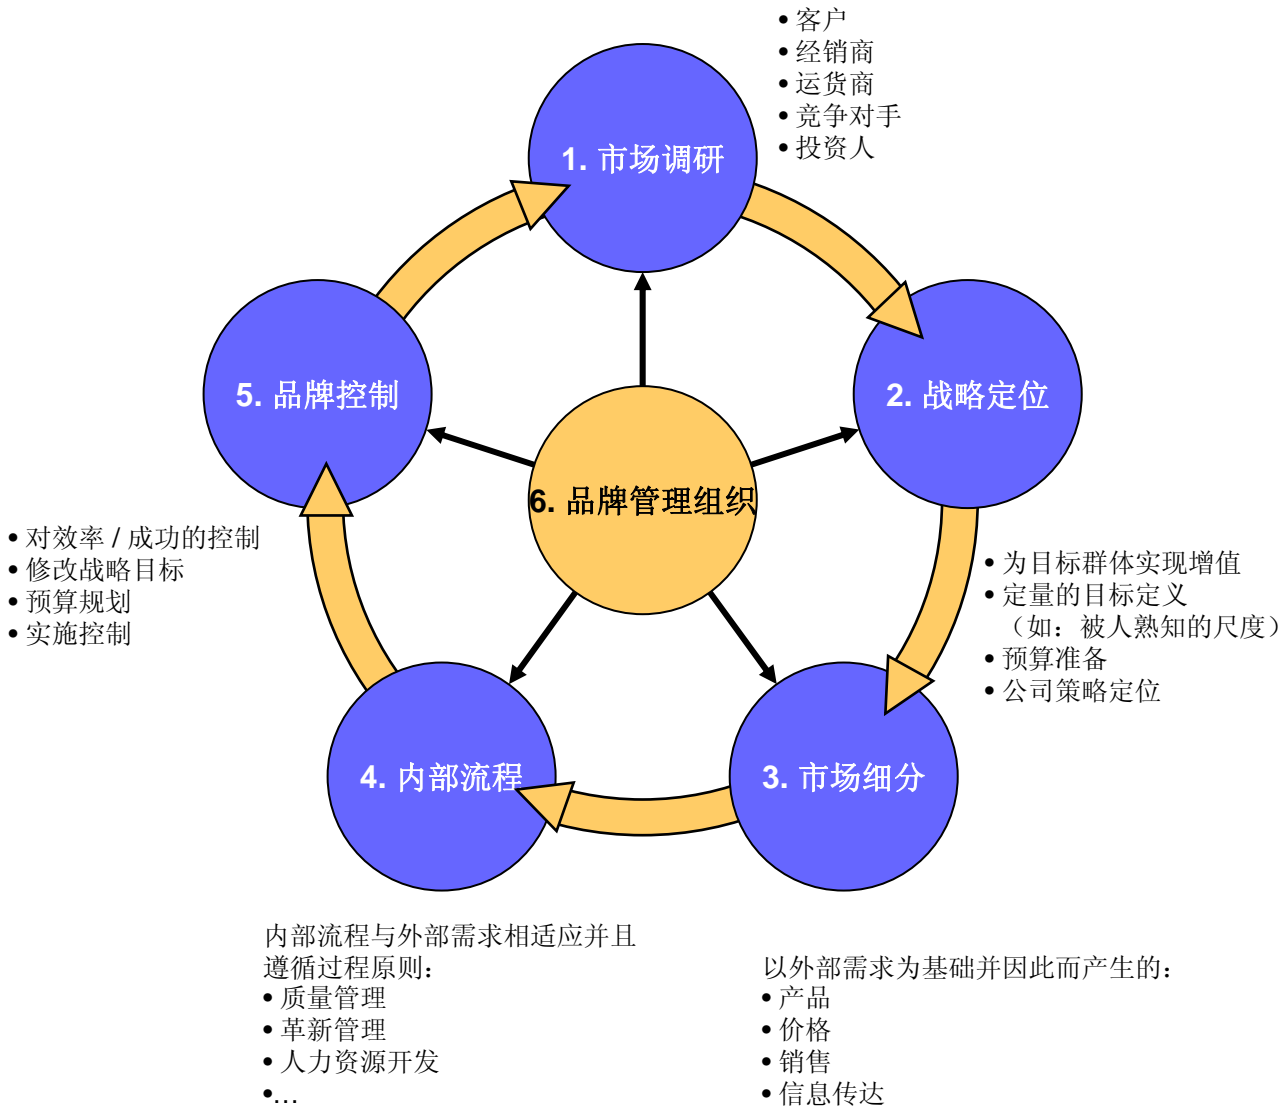 • 客户
• 经销商
• 运货商
• 竞争对手
• 投资人
1. 市场调研
5. 品牌控制
2. 战略定位
6. 品牌管理组织
• 对效率 / 成功的控制
• 修改战略目标
• 预算规划
• 实施控制
• 为目标群体实现增值
• 定量的目标定义
（如：被人熟知的尺度）
• 预算准备
• 公司策略定位
4. 内部流程
3. 市场细分
内部流程与外部需求相适应并且
遵循过程原则：
• 质量管理
• 革新管理
• 人力资源开发
•…
以外部需求为基础并因此而产生的：
• 产品
• 价格
• 销售
• 信息传达